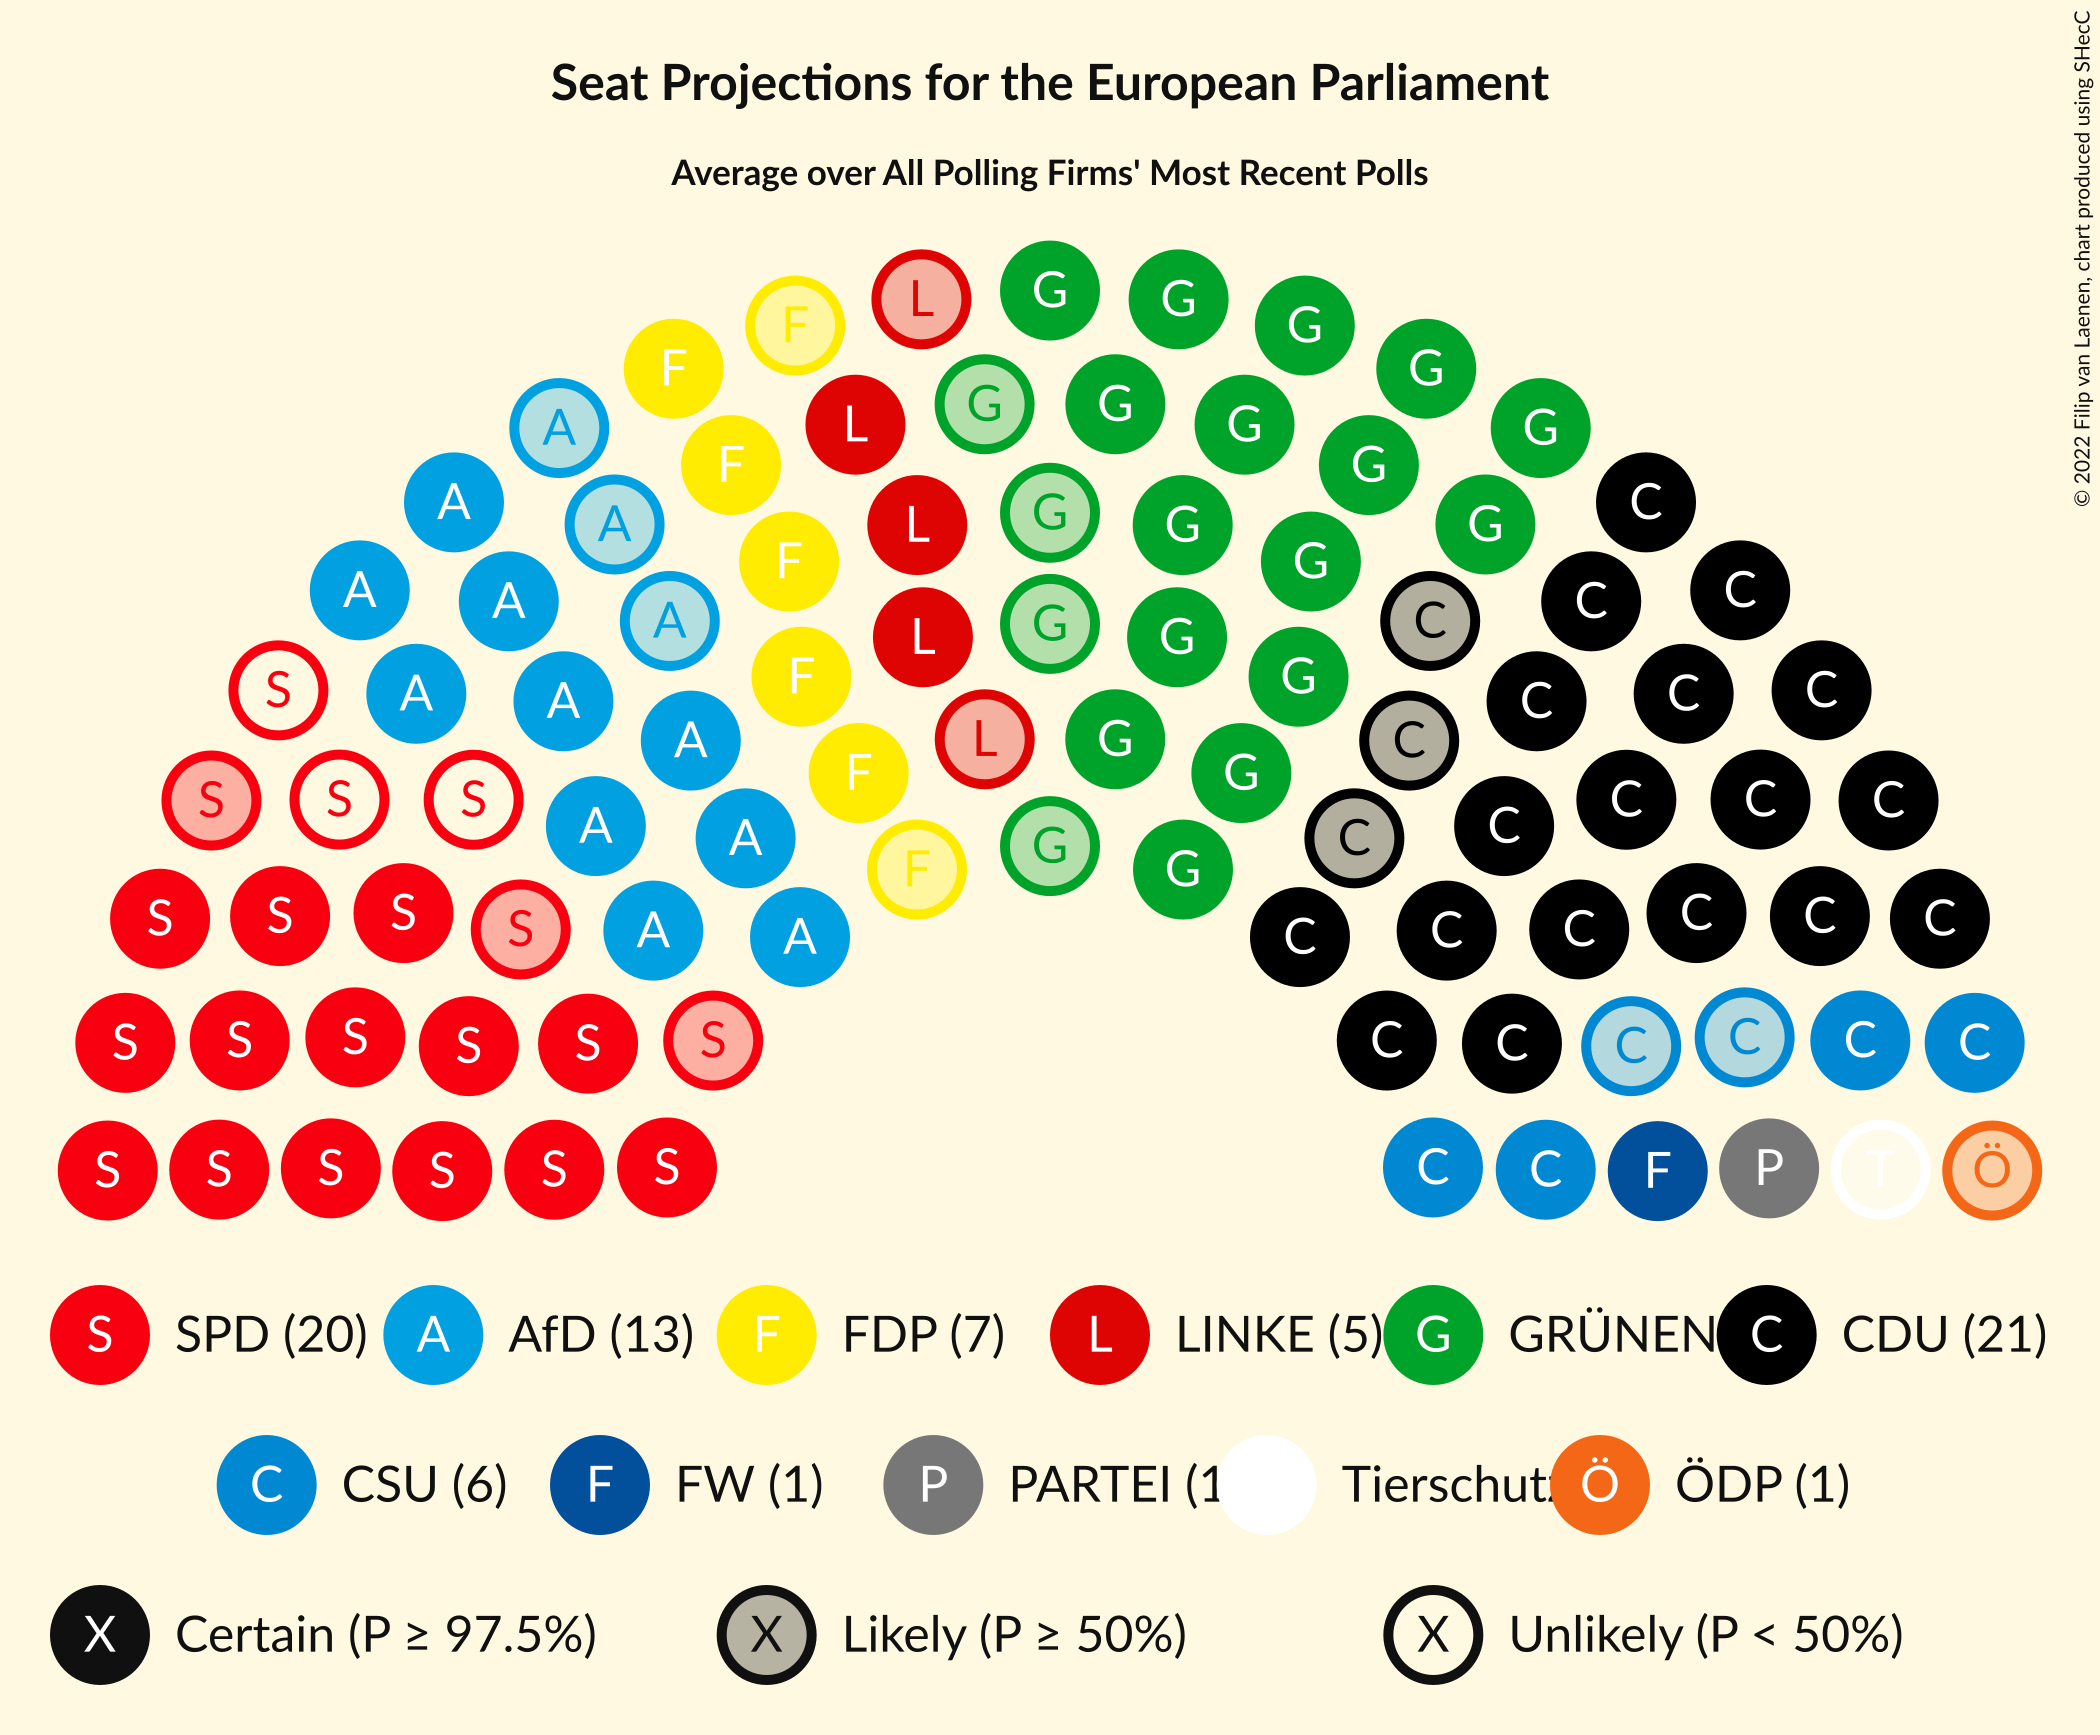 Seat Projections for the European Parliament
Average over All Polling Firms' Most Recent Polls
© 2022 Filip van Laenen, chart produced using SHecC
L G G G
F G
F L G G G G
A F G G
A A F L G G G C
A A A F L G G G C C C
S A A A F L G G C C C C
S S S A A F G G C C C C C
S S S S A A C C C C C C
S S S S S S C C C C C C
S S S S S S C C F P T Ö
S SPD (20) A AfD (13) F FDP (7) L LINKE (5) G GRÜNEN C CDU (21)
C CSU (6) F FW (1) P PARTEI (1 Tierschutz Ö ÖDP (1)
X Certain (P ≥ 97.5%) X Likely (P ≥ 50%) X Unlikely (P < 50%)